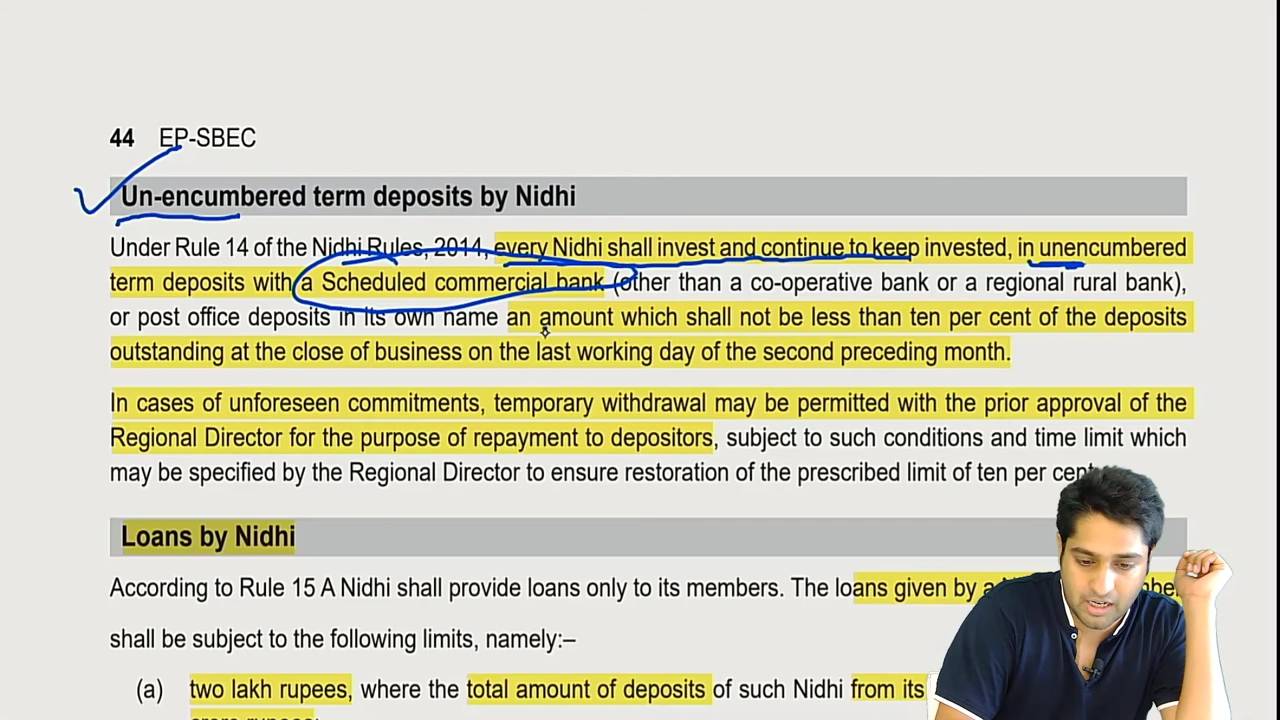 44 EP-SBEC
Un-encumbered term deposits by Nidhi
Under Rule 14 of the Nidhi Rules, 2014, every Nidhi shall invest and continue to keep invested, in unencumbered
term deposits with a Scheduled commercial bank (other than a co-operative bank or a regional rural bank),
or post office deposits in its own name an amount which shall not be less than ten per cent of the deposits
outstanding at the close of business on the last working day of the second preceding month.
In cases of unforeseen commitments, temporary withdrawal may be permitted with the prior approval of the
Regional Director for the purpose of repayment to depositors, subject to such conditions and time limit which
may be specified by the Regional Director to ensure restoration of the prescribed limit of ten per
Loans by Nidhi
According to Rule 15 A Nidhi shall provide loans only to its members. The loans given by
shall be subject to the following limits, namely:–
(a) two lakh rupees, where the total amount of deposits of such Nidhi from its